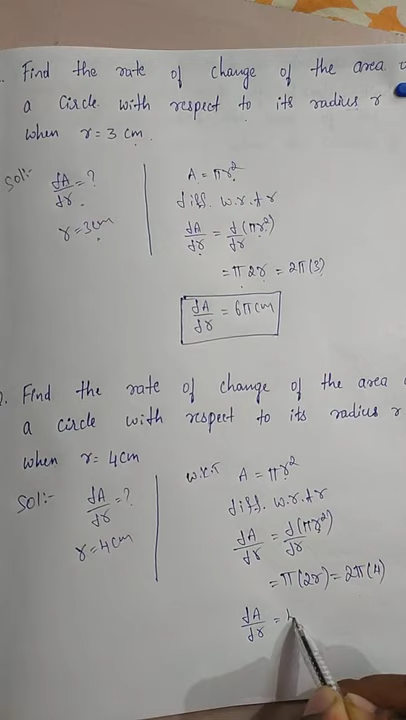 Find the rate of change of the area
a circle with respect to its radius r
when r = 3 cm.
Sol:- dA/dr = ?
r = 3cm
A = πr²
diff. w.r.t r
dA/dr = d(πr²)/dr
= π 2r = 2π(3)
dA/dr = 6π cm
2. Find the rate of change of the area
a circle with respect to its radius r
when r = 4cm
Sol:- dA/dr = ?
r = 4cm
W.K.T A = πr²
diff. w.r.t r
dA/dr = d(πr²)/dr
= π(2r) = 2π(4)
dA/dr =